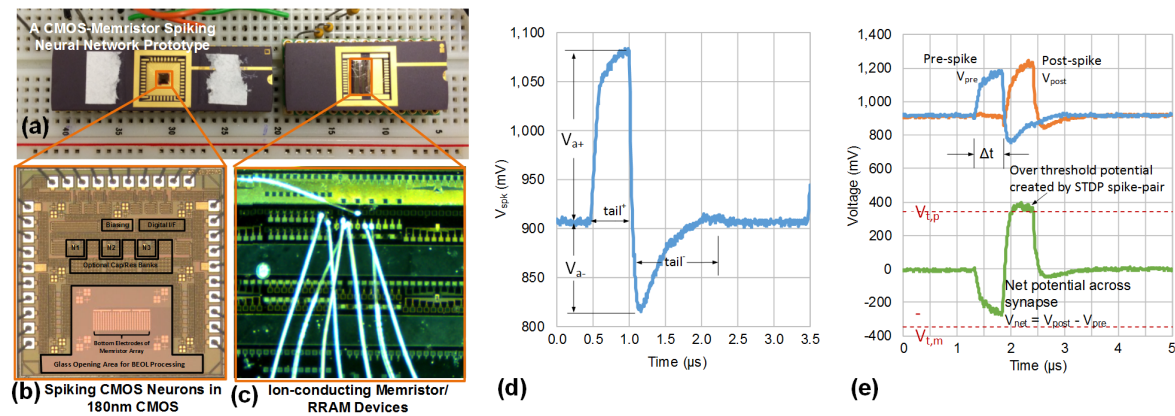 A CMOS-Memristor Spiking
Neural Network Prototype
(a)
40
35
30
25
20
5
Biasing
Digital I/F
N1
N2
N3
Optional Cap/Res Banks
Bottom Electrodes of
Memristor Array
Glass Opening Area for BEOL Processing
(b) Spiking CMOS Neurons in
180nm CMOS
(c) Ion-conducting Memristor/
RRAM Devices
1,100
1,050
1,000
950
900
850
800
Vspk (mV)
Va+
Va-
tail+
tail-
0.0 0.5 1.0 1.5 2.0 2.5 3.0 3.5
Time (µs)
(d)
1,400
1,200
1,000
800
600
400
200
0
-200
-400
Voltage (mV)
Pre-spike
Vpre
Post-spike
Vpost
Δt
Over threshold potential
created by STDP spike-pair
Vt,p
Net potential across
synapse
Vnet = Vpost - Vpre
-
Vt,m
0 1 2 3 4 5
Time (µs)
(e)